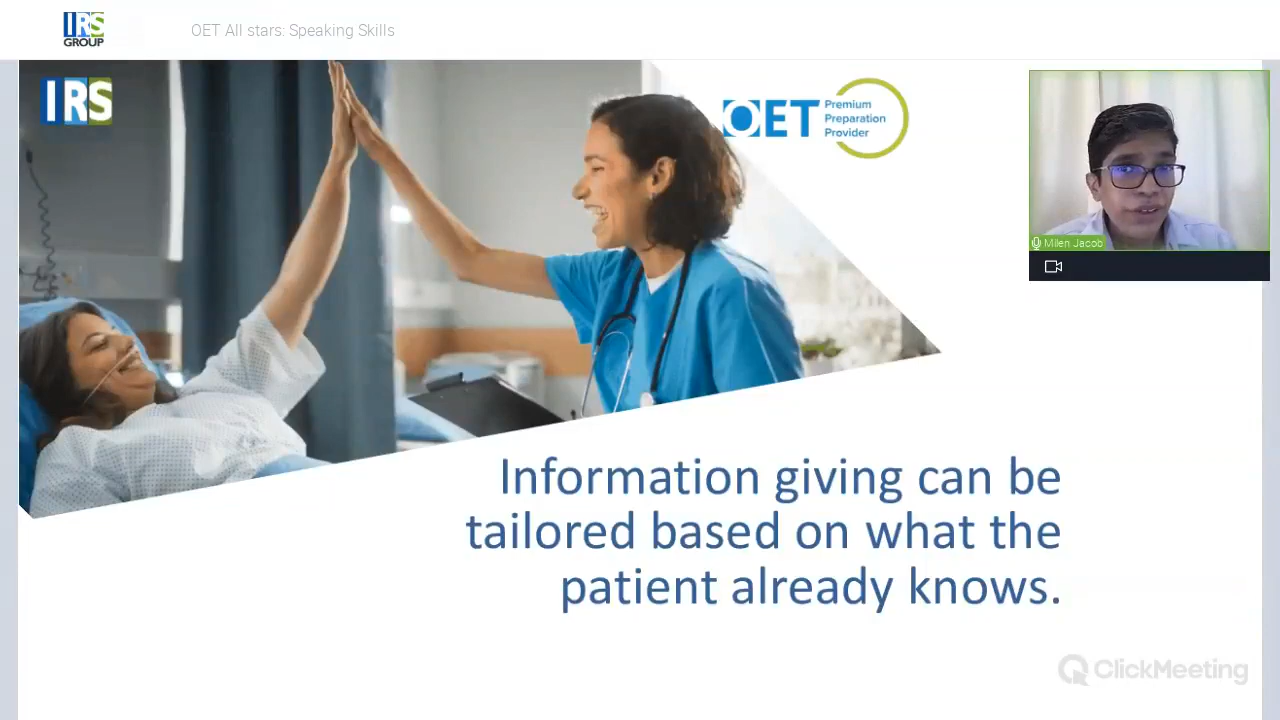 IRS
GROUP
OET All stars: Speaking Skills
IRS
OET
Premium
Preparation
Provider
Milen Jacob
Information giving can be
tailored based on what the
patient already knows.
ClickMeeting